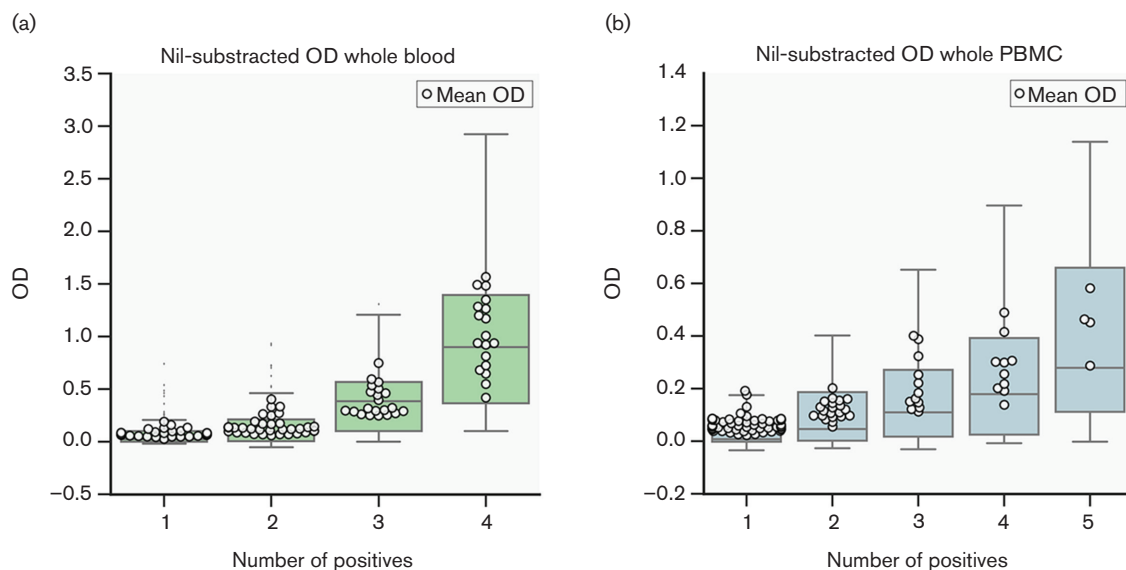 (a)
Nil-substracted OD whole blood
Mean OD
3.5
3.0
2.5
2.0
1.5
1.0
0.5
0.0
−0.5
OD
1
2
3
4
Number of positives
(b)
Nil-substracted OD whole PBMC
Mean OD
1.4
1.2
1.0
0.8
0.6
0.4
0.2
0.0
−0.2
OD
1
2
3
4
5
Number of positives